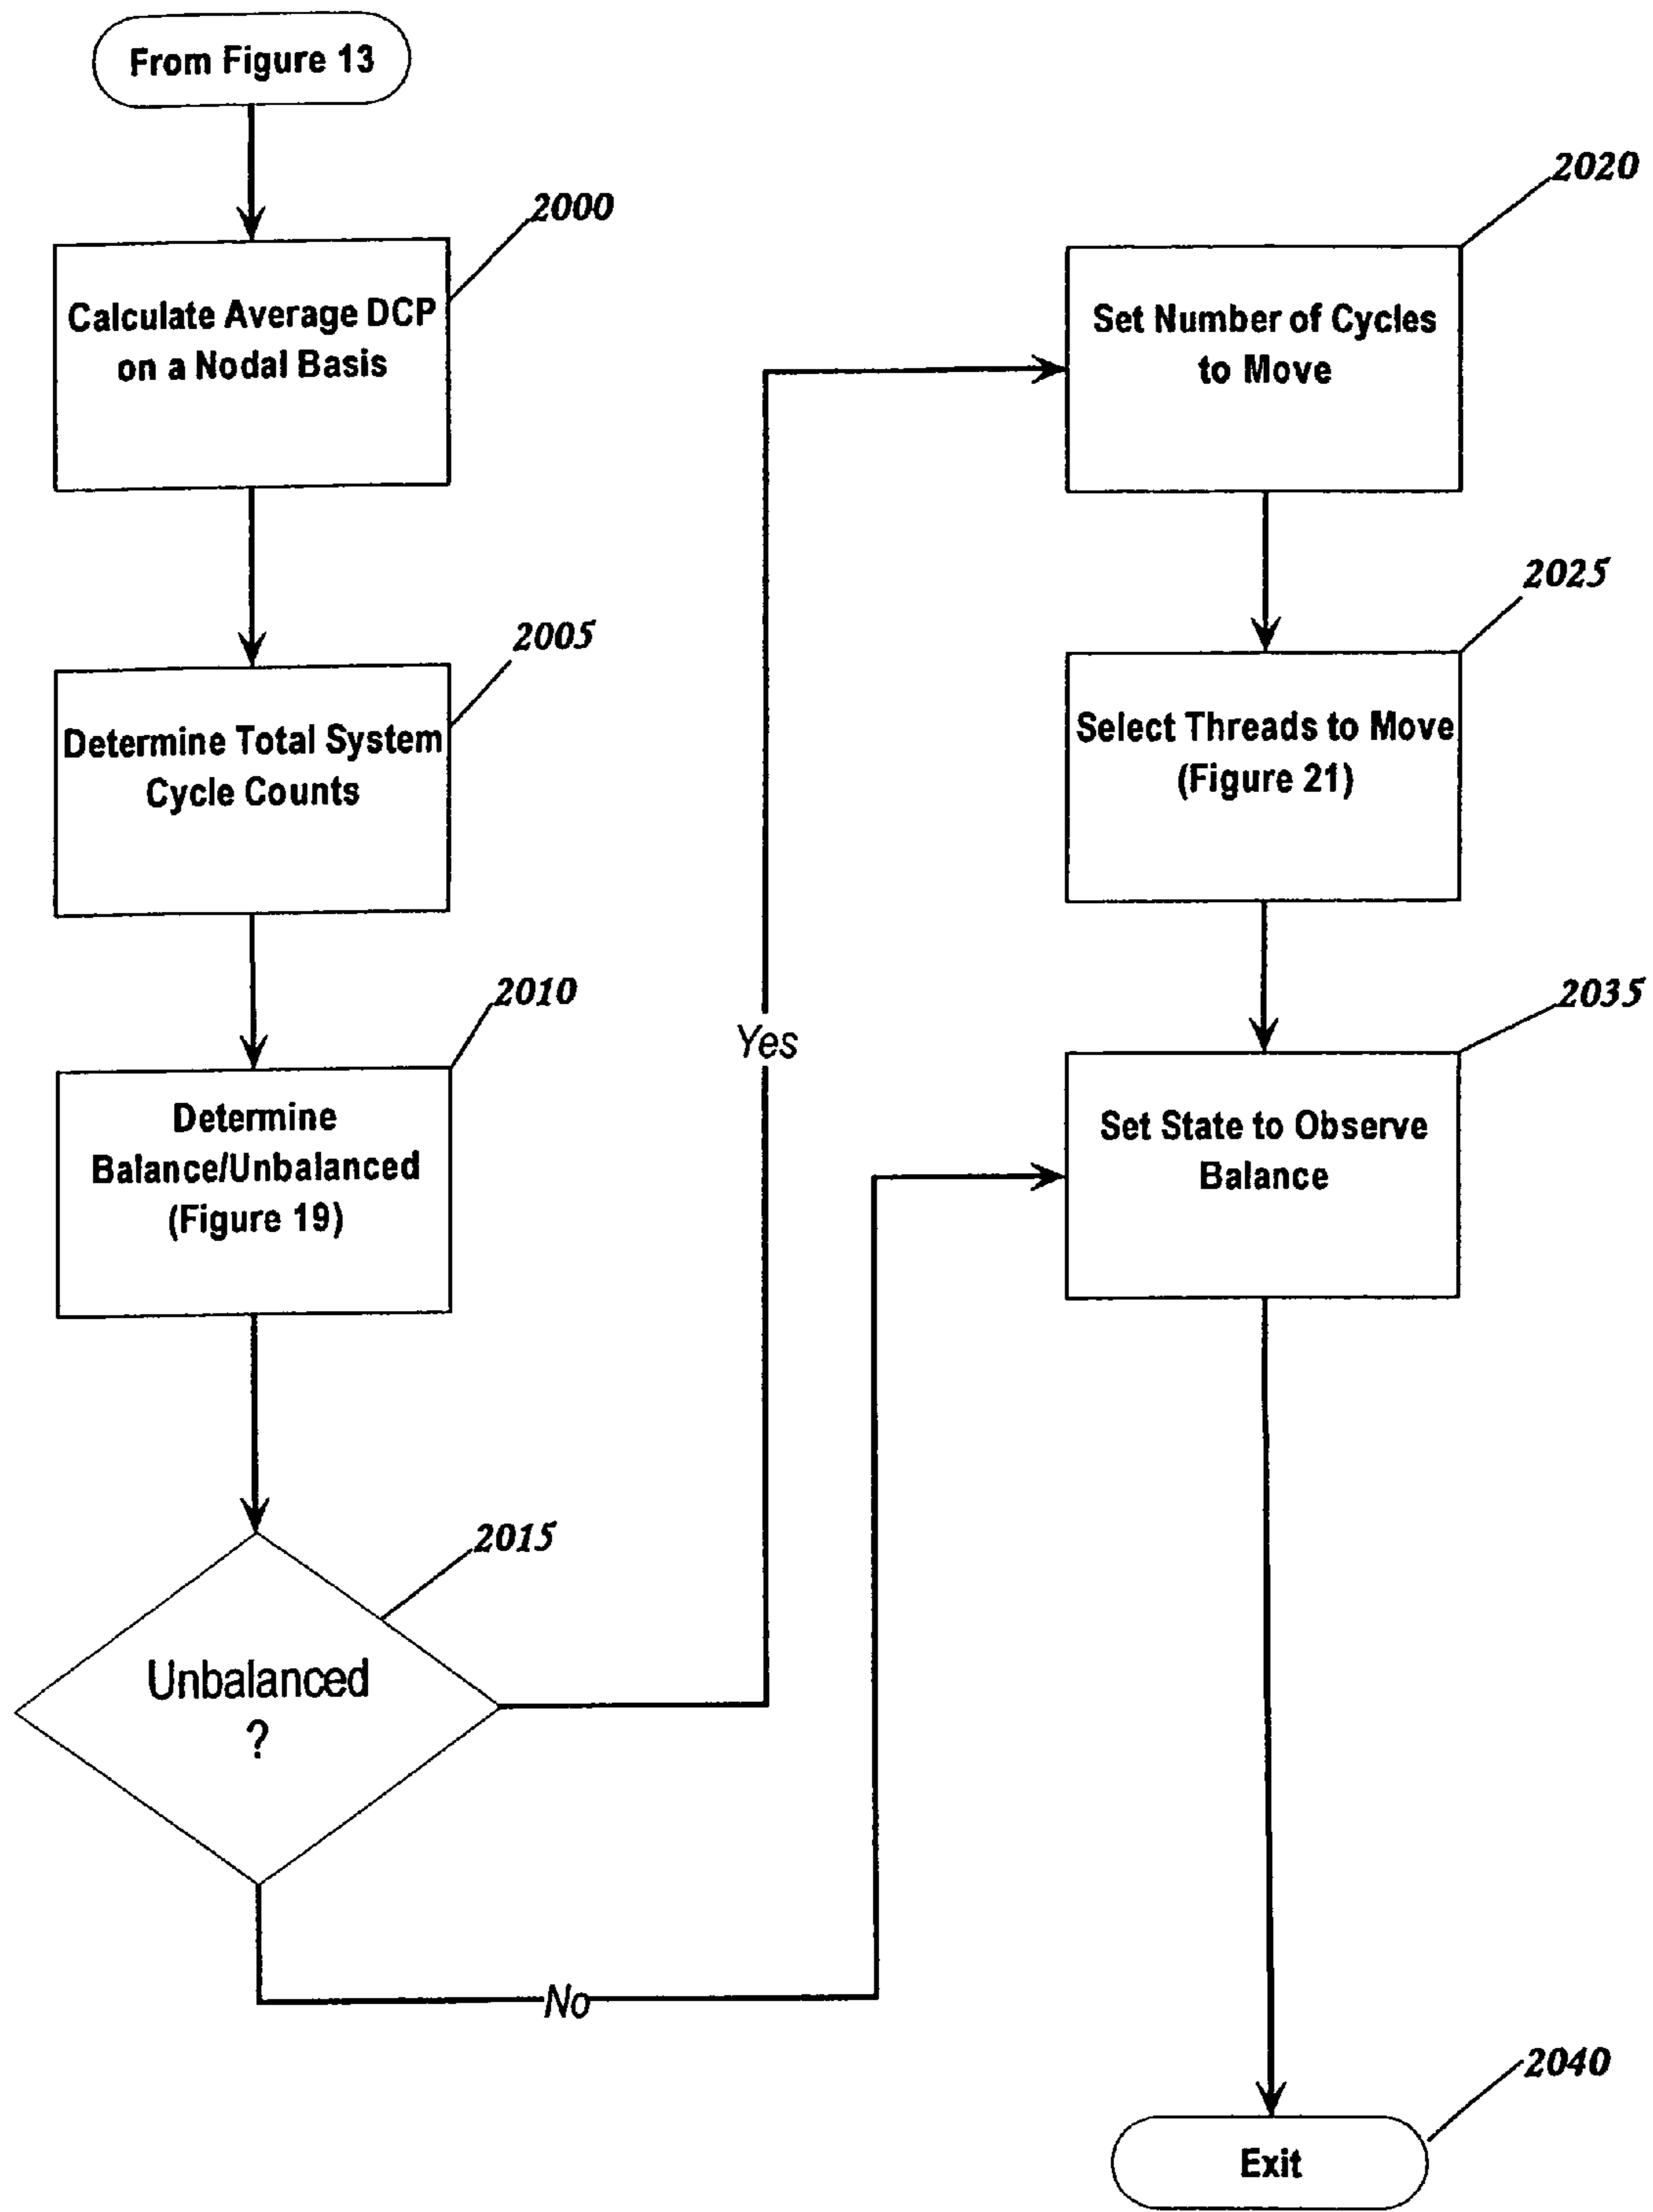 From Figure 13
2000
Calculate Average DCP
on a Nodal Basis
2005
Determine Total System
Cycle Counts
2010
Determine
Balance/Unbalanced
(Figure 19)
2015
Unbalanced
?
Yes
No
2020
Set Number of Cycles
to Move
2025
Select Threads to Move
(Figure 21)
2035
Set State to Observe
Balance
2040
Exit